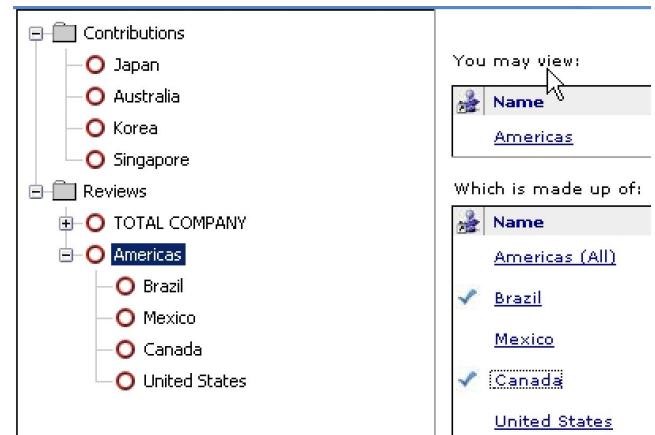 Contributions
Japan
Australia
Korea
Singapore
Reviews
TOTAL COMPANY
Americas
Brazil
Mexico
Canada
United States
You may view:
Name
Americas
Which is made up of:
Name
Americas (All)
Brazil
Mexico
Canada
United States